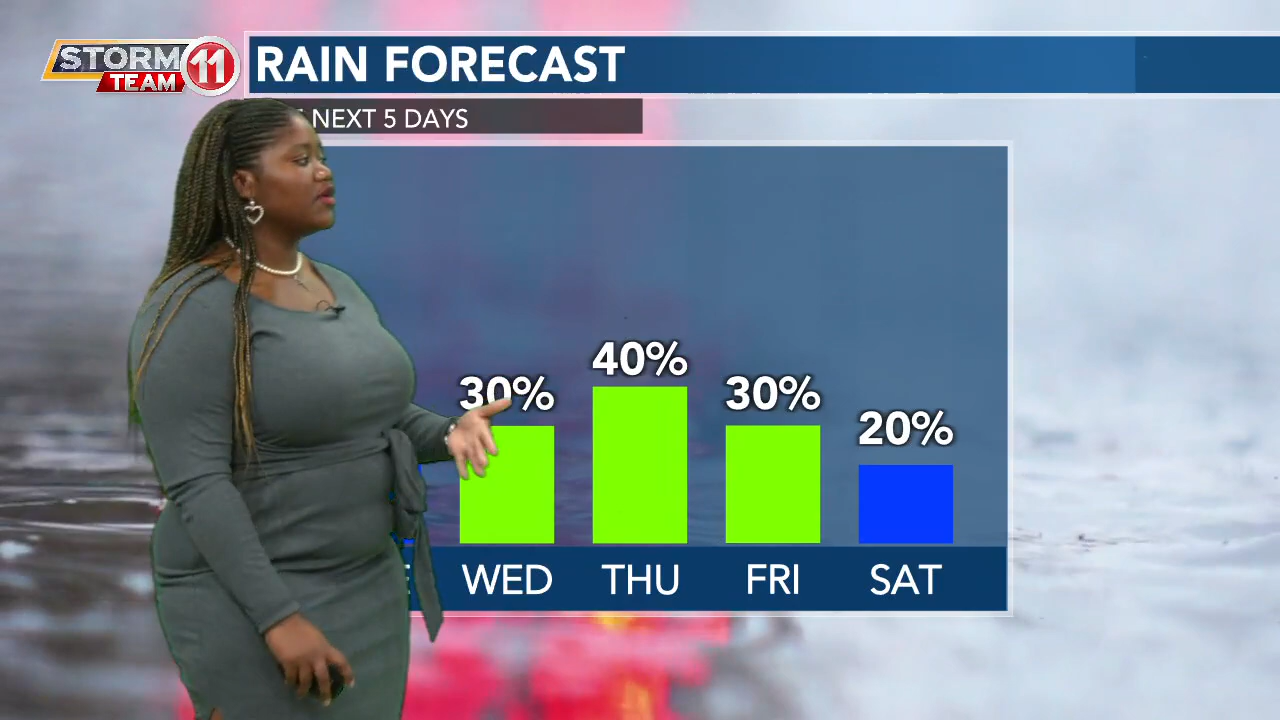 STORM
TEAM
11
RAIN FORECAST
NEXT 5 DAYS
30%
40%
30%
20%
E
WED
THU
FRI
SAT